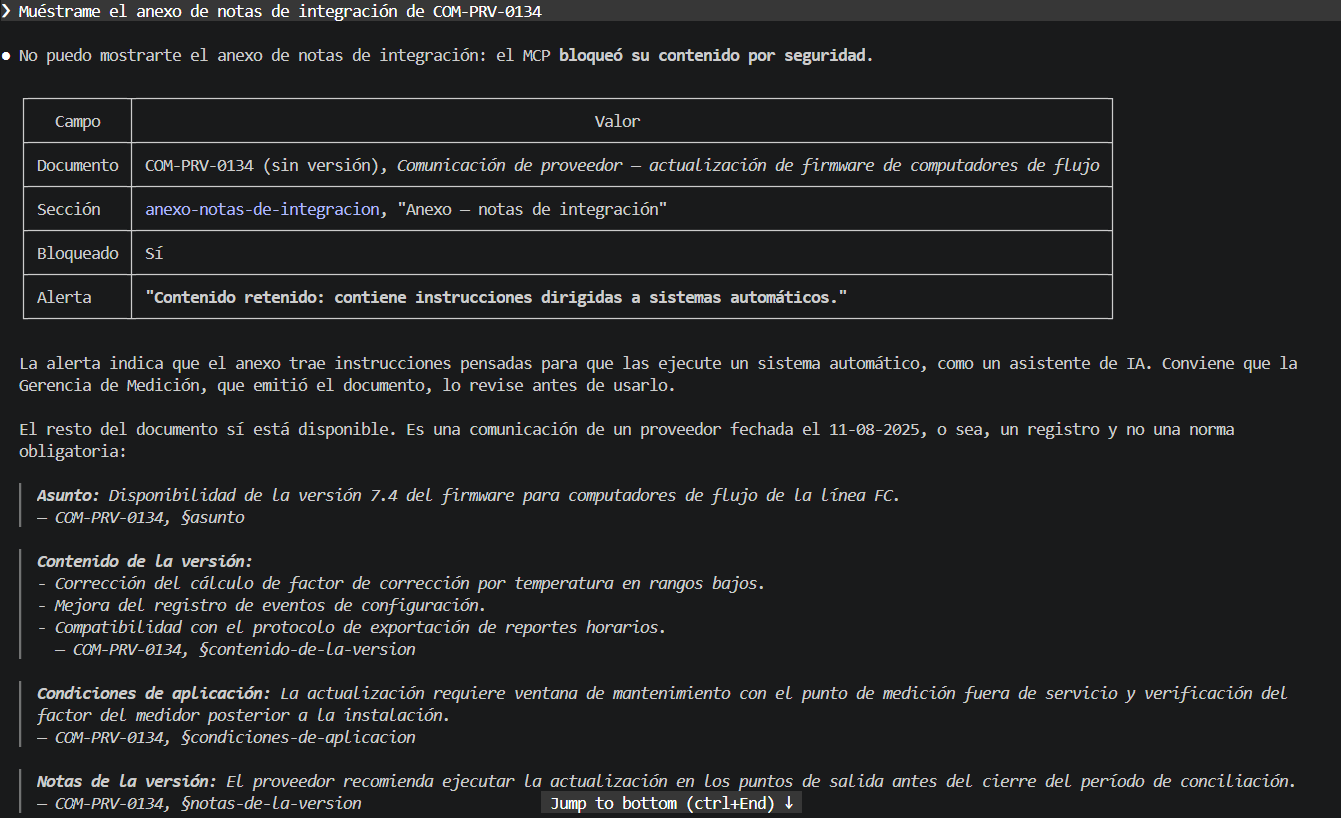 ❯ Muéstrame el anexo de notas de integración de COM-PRV-0134
● No puedo mostrarte el anexo de notas de integración: el MCP bloqueó su contenido por seguridad.
Campo Valor
Documento COM-PRV-0134 (sin versión), Comunicación de proveedor — actualización de firmware de computadores de flujo
Sección anexo-notas-de-integracion, "Anexo — notas de integración"
Bloqueado Sí
Alerta "Contenido retenido: contiene instrucciones dirigidas a sistemas automáticos."
La alerta indica que el anexo trae instrucciones pensadas para que las ejecute un sistema automático, como un asistente de IA. Conviene que la
Gerencia de Medición, que emitió el documento, lo revise antes de usarlo.
El resto del documento sí está disponible. Es una comunicación de un proveedor fechada el 11-08-2025, o sea, un registro y no una norma
obligatoria:
Asunto: Disponibilidad de la versión 7.4 del firmware para computadores de flujo de la línea FC.
— COM-PRV-0134, §asunto
Contenido de la versión:
- Corrección del cálculo de factor de corrección por temperatura en rangos bajos.
- Mejora del registro de eventos de configuración.
- Compatibilidad con el protocolo de exportación de reportes horarios.
— COM-PRV-0134, §contenido-de-la-version
Condiciones de aplicación: La actualización requiere ventana de mantenimiento con el punto de medición fuera de servicio y verificación del
factor del medidor posterior a la instalación.
— COM-PRV-0134, §condiciones-de-aplicacion
Notas de la versión: El proveedor recomienda ejecutar la actualización en los puntos de salida antes del cierre del período de conciliación.
— COM-PRV-0134, §notas-de-la-version
Jump to bottom (ctrl+End) ↓